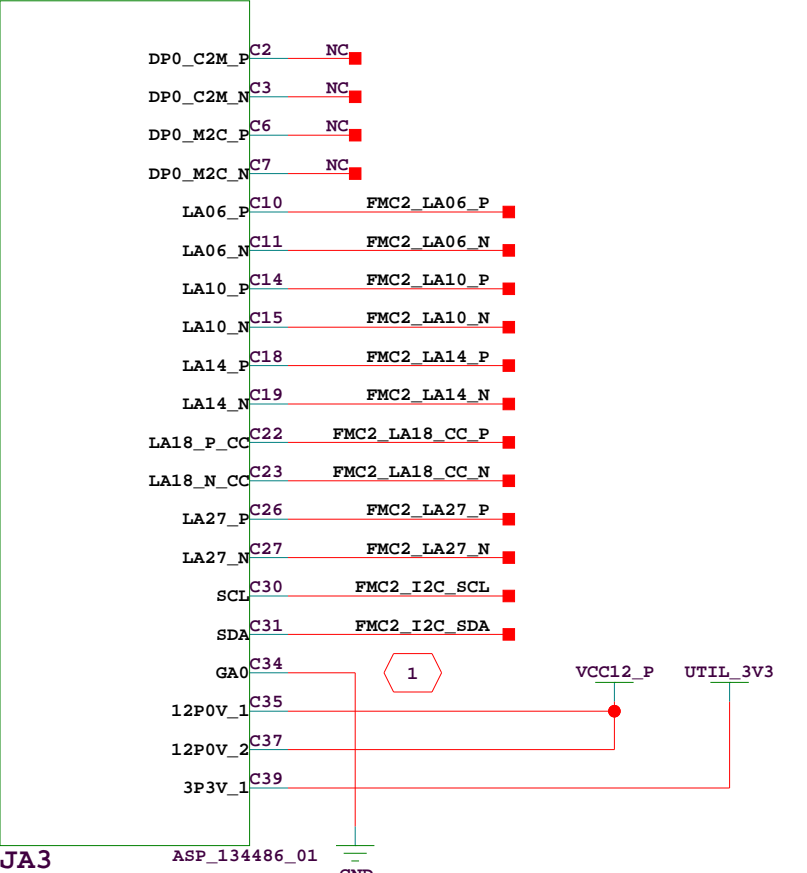 DP0_C2M_P C2 NC
DP0_C2M_N C3 NC
DP0_M2C_P C6 NC
DP0_M2C_N C7 NC
LA06_P C10 FMC2_LA06_P
LA06_N C11 FMC2_LA06_N
LA10_P C14 FMC2_LA10_P
LA10_N C15 FMC2_LA10_N
LA14_P C18 FMC2_LA14_P
LA14_N C19 FMC2_LA14_N
LA18_P_CC C22 FMC2_LA18_CC_P
LA18_N_CC C23 FMC2_LA18_CC_N
LA27_P C26 FMC2_LA27_P
LA27_N C27 FMC2_LA27_N
SCL C30 FMC2_I2C_SCL
SDA C31 FMC2_I2C_SDA
GA0 C34 1 VCC12_P UTIL_3V3
12P0V_1 C35
12P0V_2 C37
3P3V_1 C39
JA3 ASP_134486_01
GND